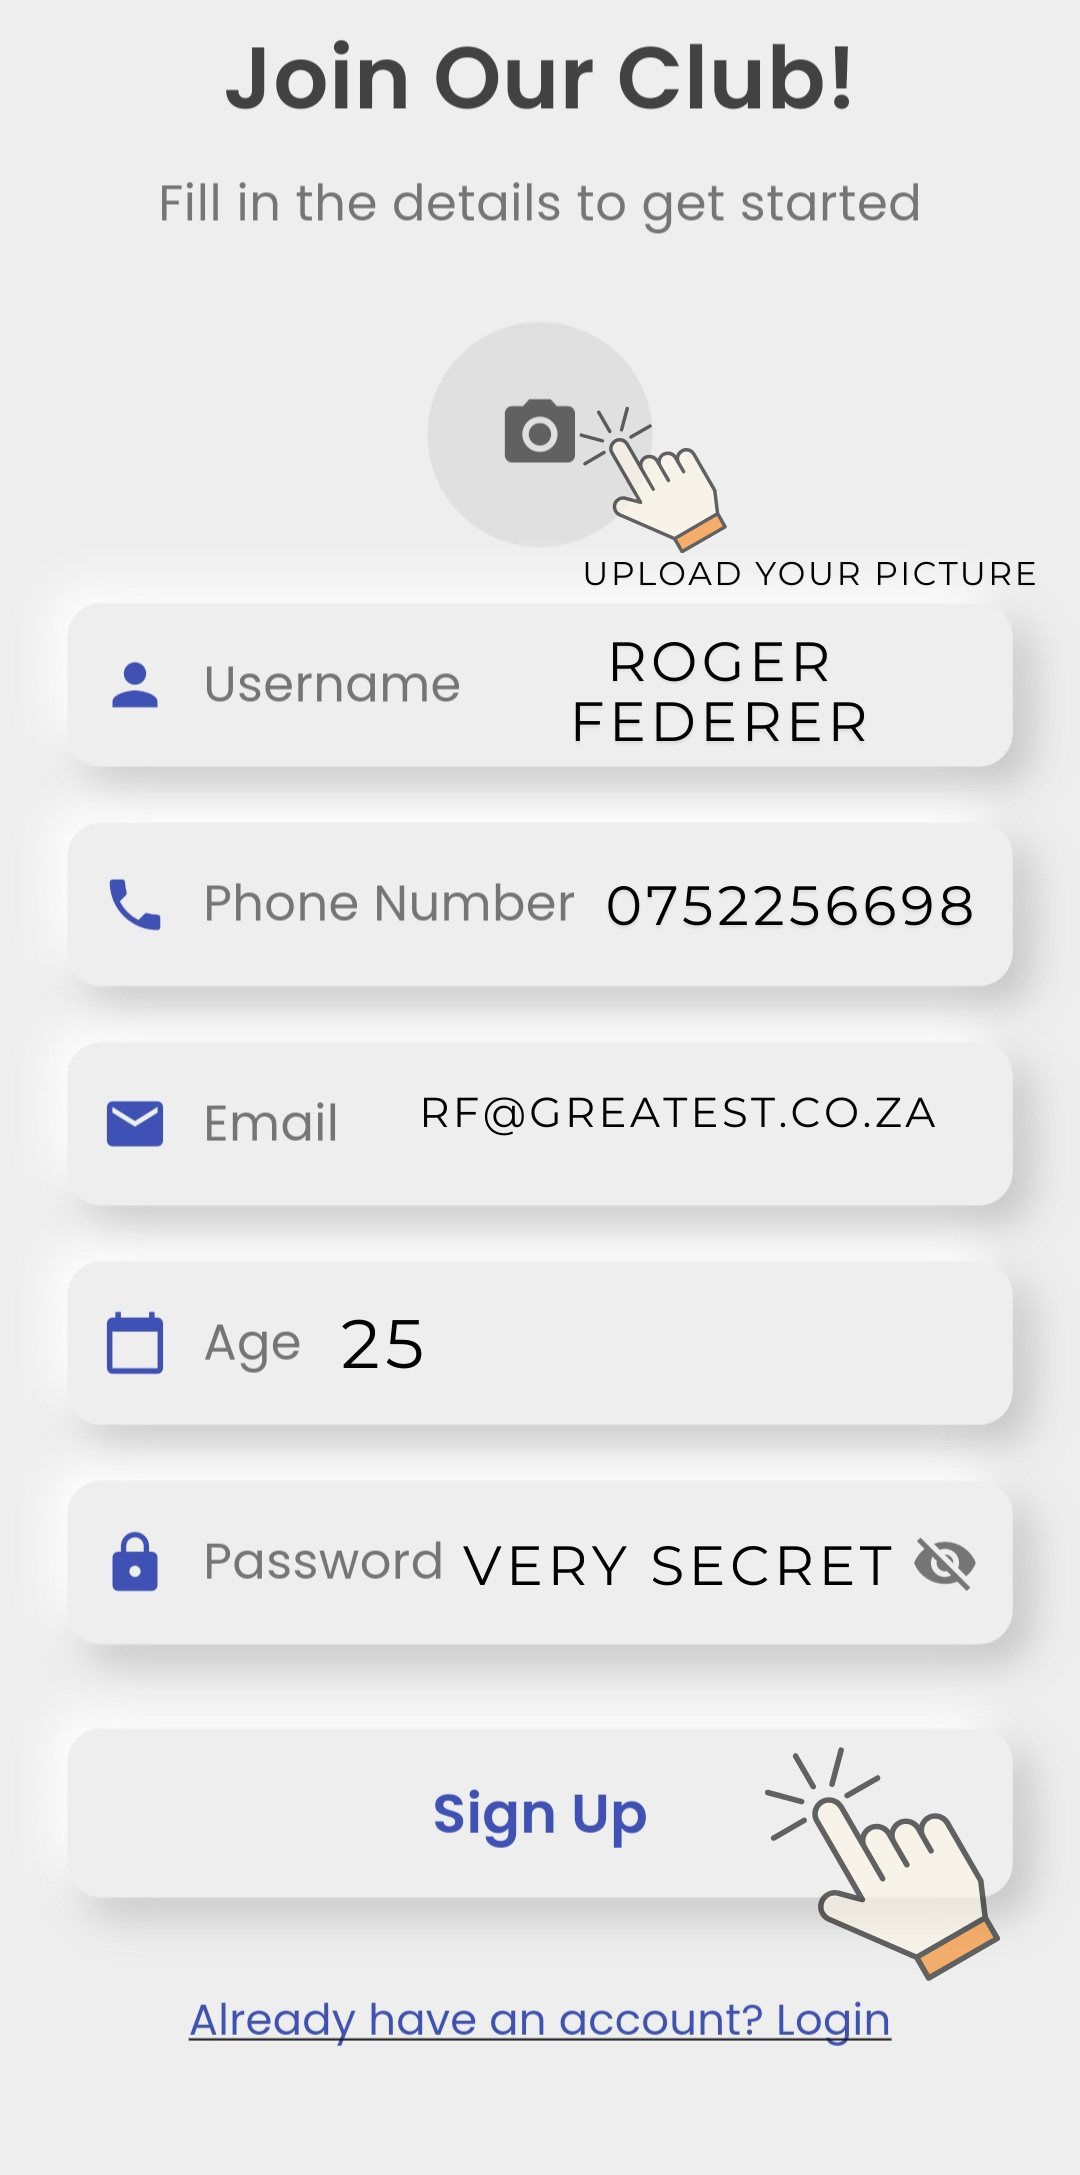 Join Our Club!
Fill in the details to get started
UPLOAD YOUR PICTURE
Username ROGER
FEDERER
Phone Number 0752256698
Email RF@GREATEST.CO.ZA
Age 25
Password VERY SECRET
Sign Up
Already have an account? Login